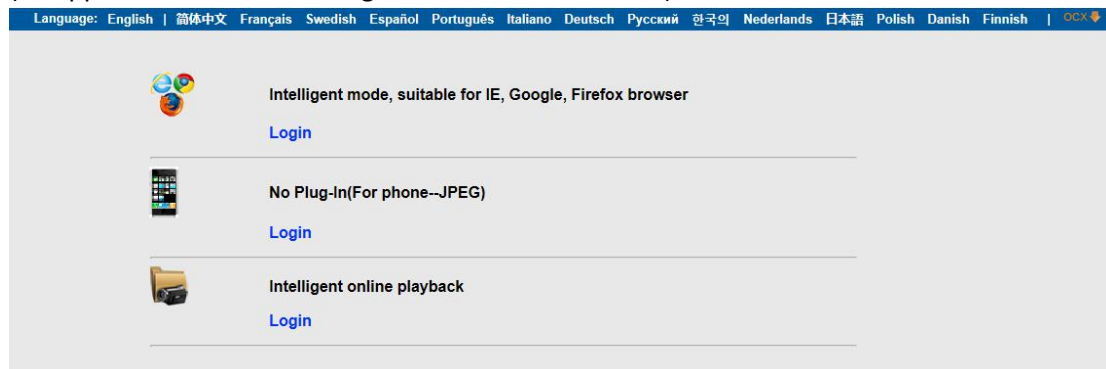 Language: English | 简体中文 Français Swedish Español Português Italiano Deutsch Русский 한국의 Nederlands 日本語 Polish Danish Finnish | OCX
Intelligent mode, suitable for IE, Google, Firefox browser
Login
No Plug-In(For phone--JPEG)
Login
Intelligent online playback
Login